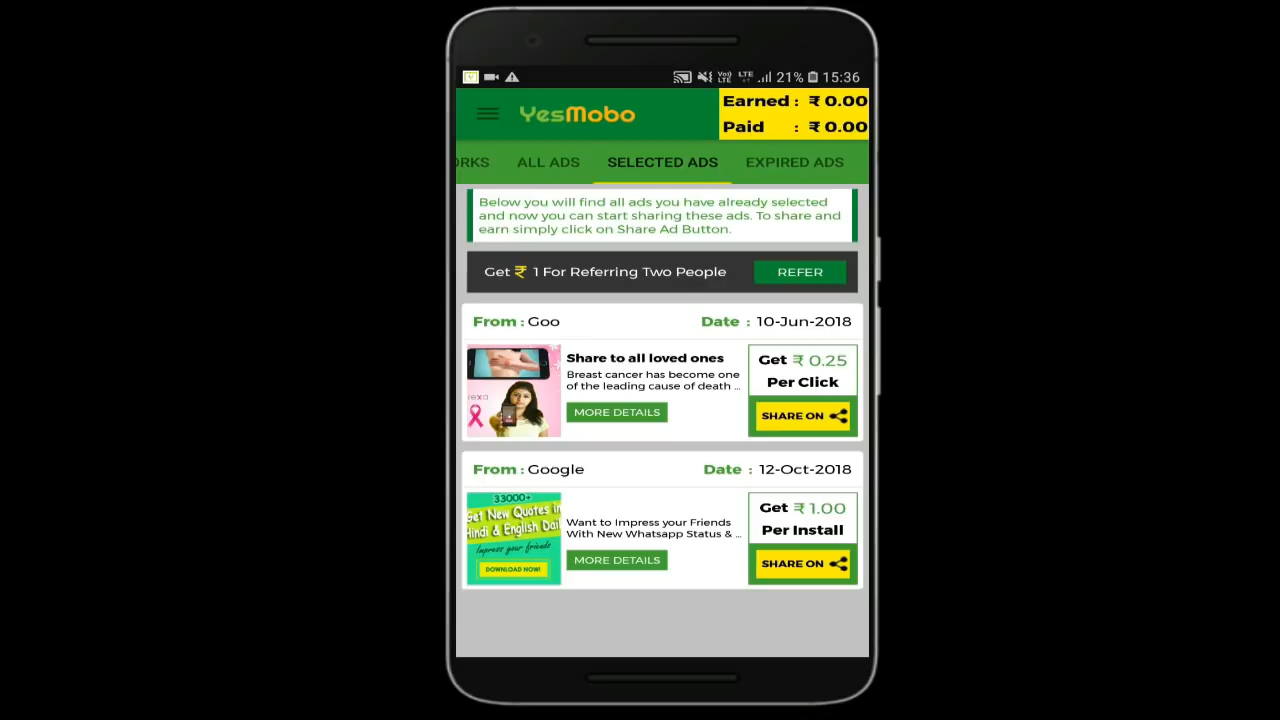 21% 15:36
YesMobo
Earned : ₹ 0.00
Paid : ₹ 0.00
ORKS ALL ADS SELECTED ADS EXPIRED ADS
Below you will find all ads you have already selected
and now you can start sharing these ads. To share and
earn simply click on Share Ad Button.
Get ₹ 1 For Referring Two People REFER
From : Goo Date : 10-Jun-2018
Share to all loved ones
Breast cancer has become one
of the leading cause of death ...
MORE DETAILS
rexa
Get ₹ 0.25
Per Click
SHARE ON
From : Google Date : 12-Oct-2018
33000+
Get New Quotes in
Hindi & English Dai
Impress your friends
DOWNLOAD NOW!
Want to Impress your Friends
With New Whatsapp Status & ...
MORE DETAILS
Get ₹ 1.00
Per Install
SHARE ON